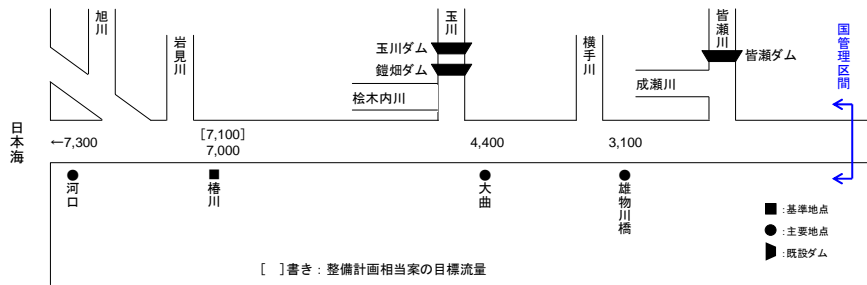 旭川
岩見川
玉川
横手川
皆瀬川
国管理区間
玉川ダム
鎧畑ダム
皆瀬ダム
桧木内川
成瀬川
日本海
←7,300
[7,100]
7,000
4,400
3,100
河口
椿川
大曲
雄物川橋
■:基準地点
●:主要地点
:既設ダム
[ ]書き：整備計画相当案の目標流量